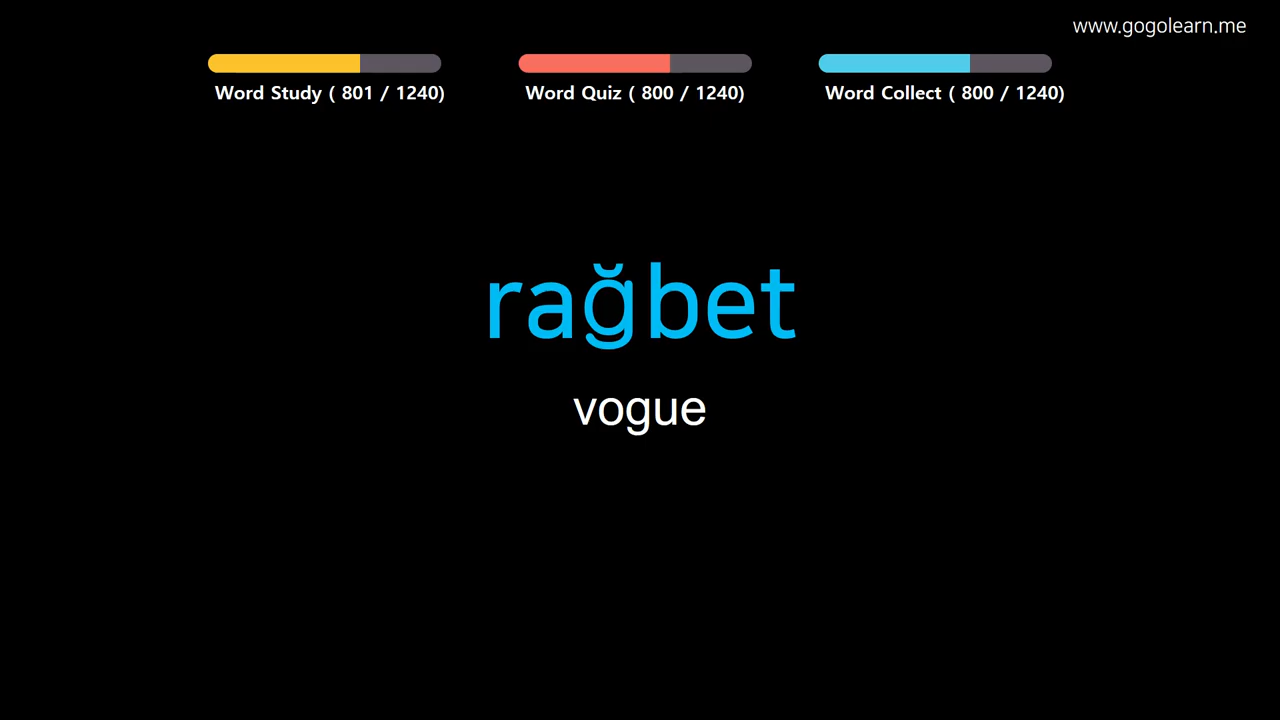 www.gogolearn.me
Word Study ( 801 / 1240)
Word Quiz ( 800 / 1240)
Word Collect ( 800 / 1240)
rağbet
vogue